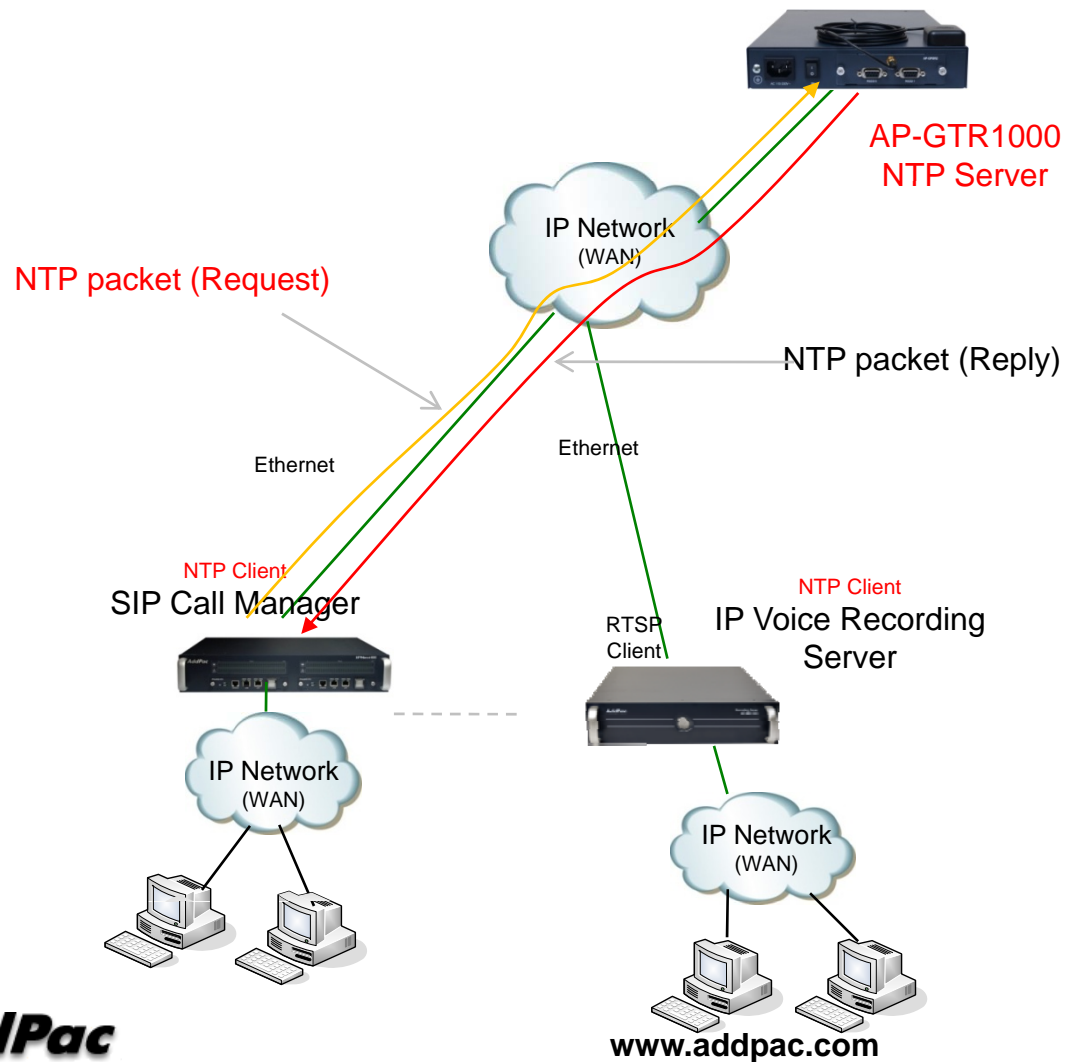 AP-GTR1000
NTP Server
IP Network
(WAN)
NTP packet (Request)
NTP packet (Reply)
Ethernet
Ethernet
NTP Client
SIP Call Manager
NTP Client
IP Voice Recording
Server
RTSP
Client
AddPac
AddPac
IP Network
(WAN)
IP Network
(WAN)
dPac
www.addpac.com